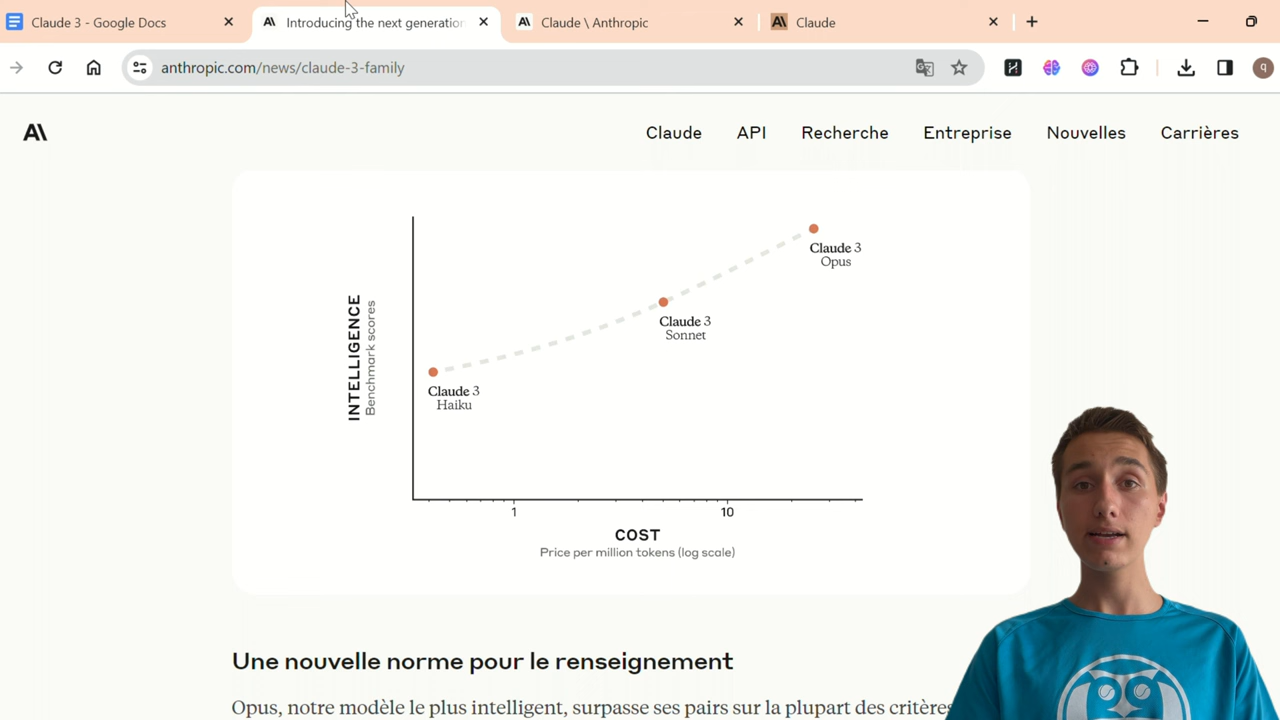 Claude 3 - Google Docs
Introducing the next generation
Claude \ Anthropic
Claude
anthropic.com/news/claude-3-family
q
A\
Claude
API
Recherche
Entreprise
Nouvelles
Carrières
INTELLIGENCE
Benchmark scores
Claude 3
Opus
Claude 3
Sonnet
Claude 3
Haiku
1
10
COST
Price per million tokens (log scale)
Une nouvelle norme pour le renseignement
Opus, notre modèle le plus intelligent, surpasse ses pairs sur la plupart des critères